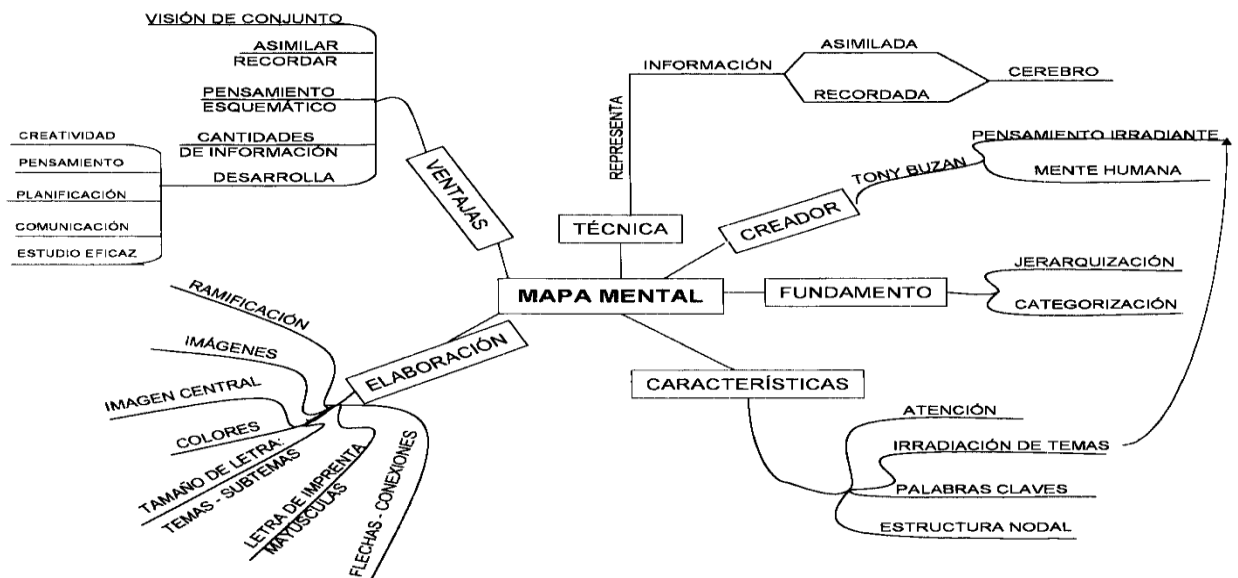 VISIÓN DE CONJUNTO
ASIMILAR
RECORDAR
PENSAMIENTO
ESQUEMÁTICO
CANTIDADES
DE INFORMACIÓN
DESARROLLA
CREATIVIDAD
PENSAMIENTO
PLANIFICACIÓN
COMUNICACIÓN
ESTUDIO EFICAZ
VENTAJAS
REPRESENTA
INFORMACIÓN
ASIMILADA
RECORDADA
CEREBRO
TÉCNICA
CREADOR
TONY BUZAN
PENSAMIENTO IRRADIANTE
MENTE HUMANA
MAPA MENTAL
FUNDAMENTO
JERARQUIZACIÓN
CATEGORIZACIÓN
ELABORACIÓN
RAMIFICACIÓN
IMÁGENES
IMAGEN CENTRAL
COLORES
TAMAÑO DE LETRA:
TEMAS - SUBTEMAS
LETRA DE IMPRENTA
MAYUSCULAS
FLECHAS - CONEXIONES
CARACTERÍSTICAS
ATENCIÓN
IRRADIACIÓN DE TEMAS
PALABRAS CLAVES
ESTRUCTURA NODAL